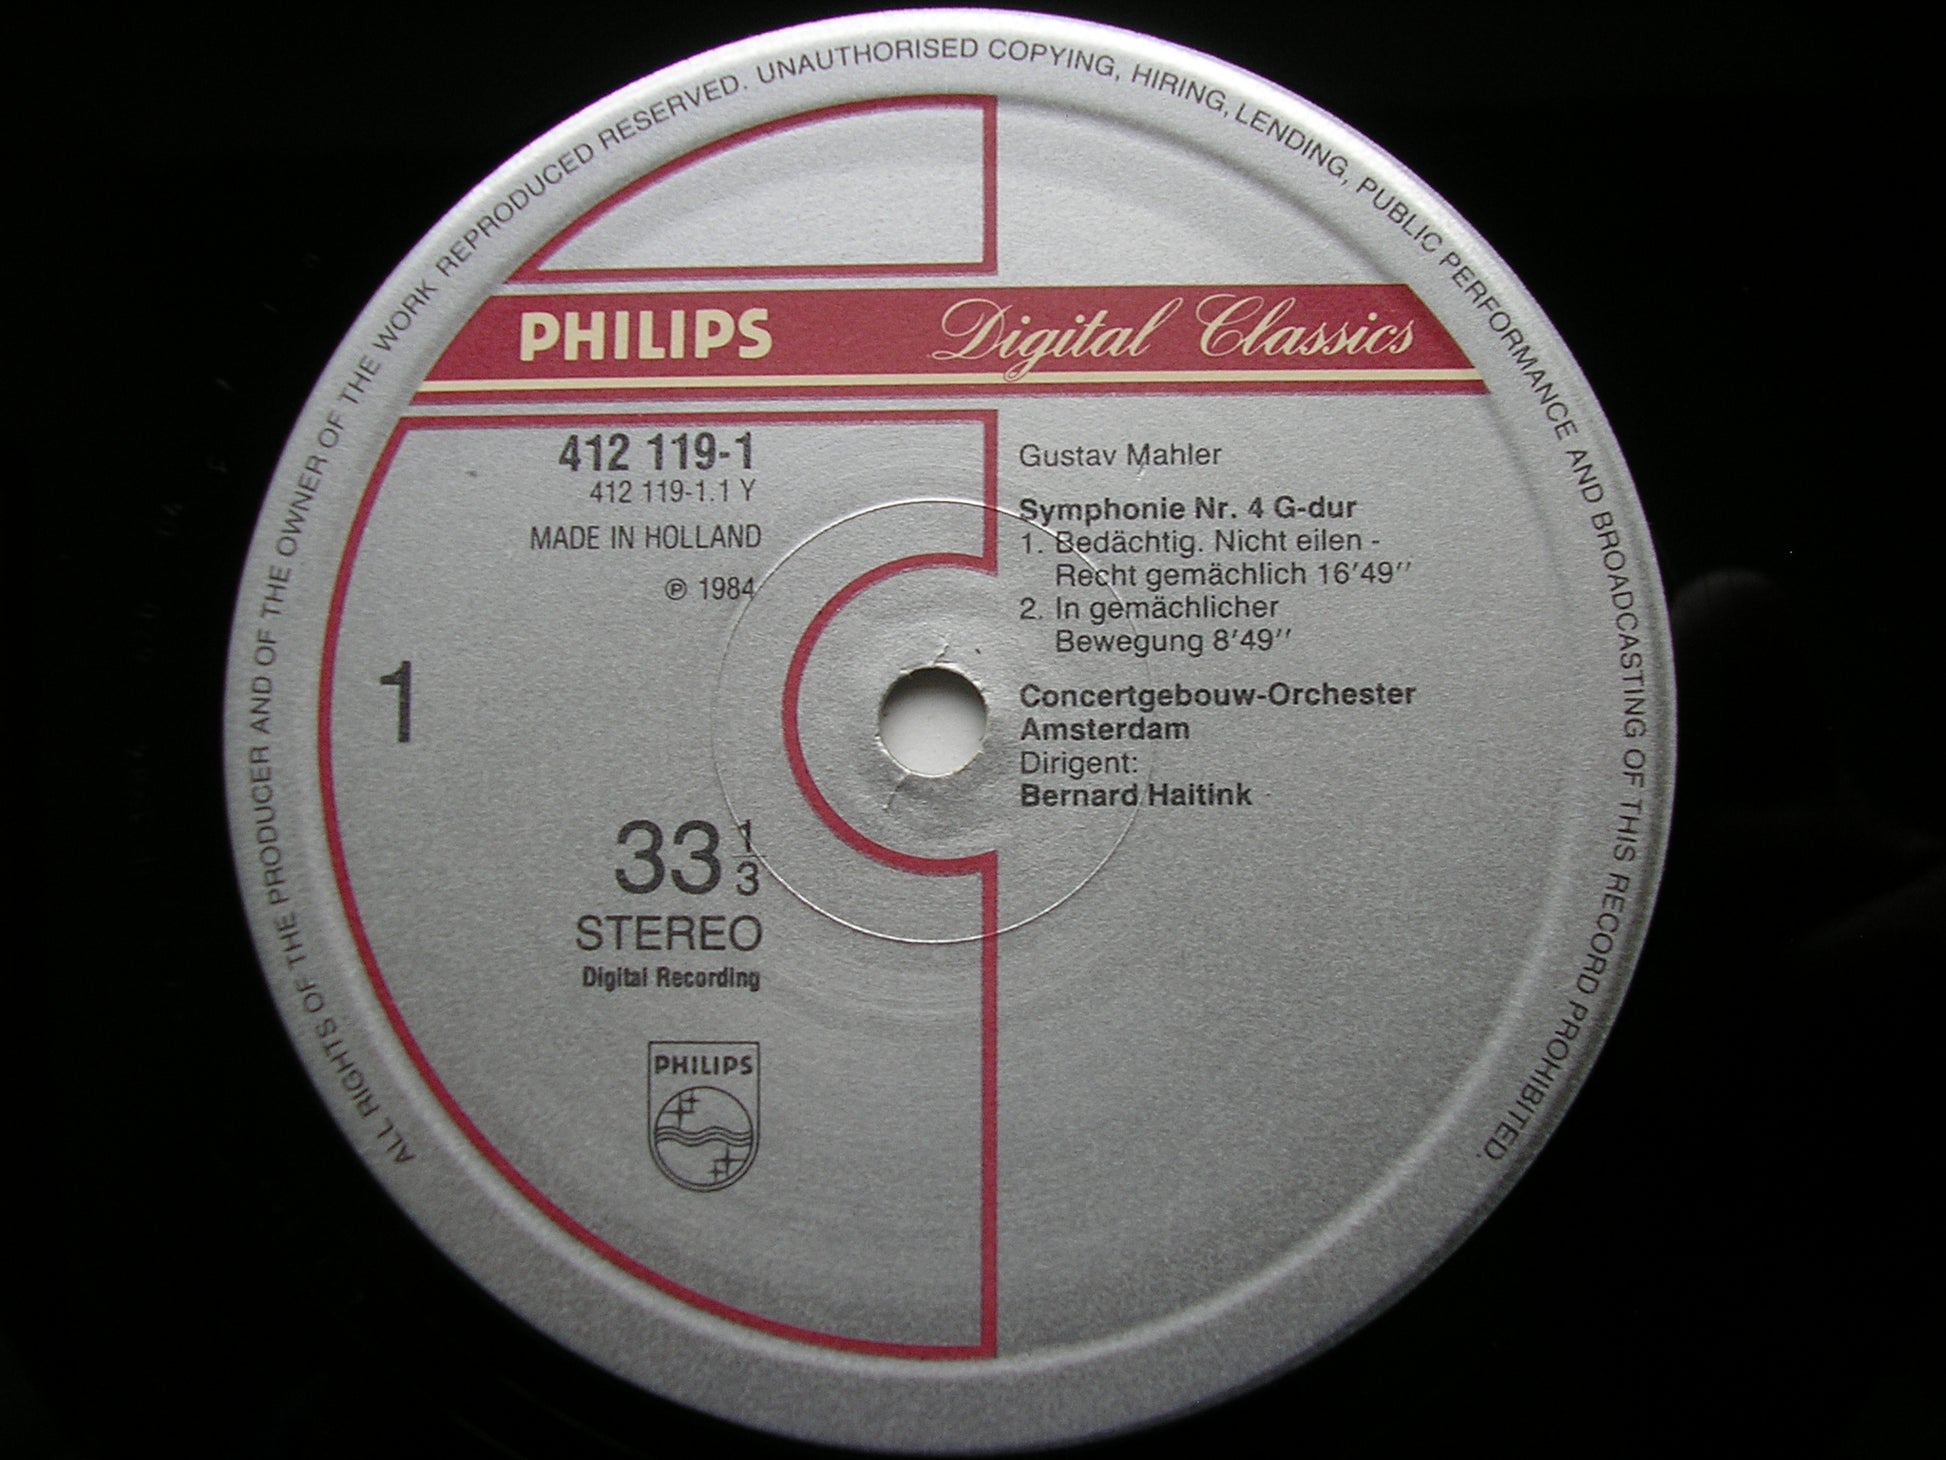 ALL RIGHTS OF THE PRODUCER AND OF THE OWNER OF THE WORK REPRODUCED RESERVED. UNAUTHORISED COPYING, HIRING, LENDING, PUBLIC PERFORMANCE AND BROADCASTING OF THIS RECORD PROHIBITED.
PHILIPS Digital Classics
412 119-1
412 119-1.1 Y
MADE IN HOLLAND
℗ 1984
1
33 1/3
STEREO
Digital Recording
PHILIPS
Gustav Mahler
Symphonie Nr. 4 G-dur
1. Bedächtig. Nicht eilen -
Recht gemächlich 16'49''
2. In gemächlicher
Bewegung 8'49''
Concertgebouw-Orchester
Amsterdam
Dirigent:
Bernard Haitink